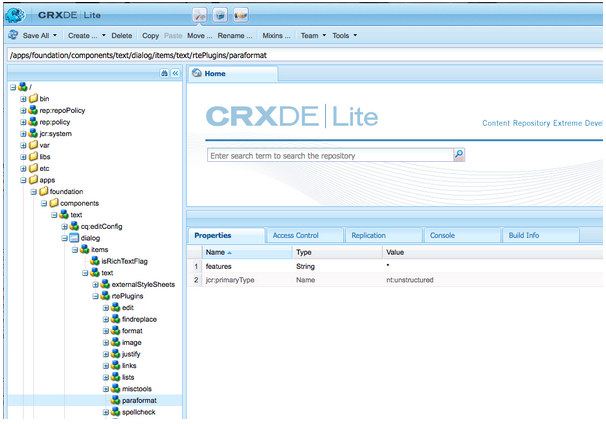 CRXDE | Lite
Save All Create ... Delete Copy Paste Move ... Rename ... Mixins ... Team Tools
/apps/foundation/components/text/dialog/items/text/rtePlugins/paraformat
/
bin
rep:repoPolicy
rep:policy
jcr:system
var
libs
etc
apps
foundation
components
text
cq:editConfig
dialog
items
isRichTextFlag
text
externalStyleSheets
rtePlugins
edit
findreplace
format
image
justify
links
lists
misctools
paraformat
spellcheck
Home
CRXDE | Lite
Content Repository Extreme Deve
Enter search term to search the repository
Properties Access Control Replication Console Build Info
Name Type Value
1 features String *
2 jcr:primaryType Name nt:unstructured